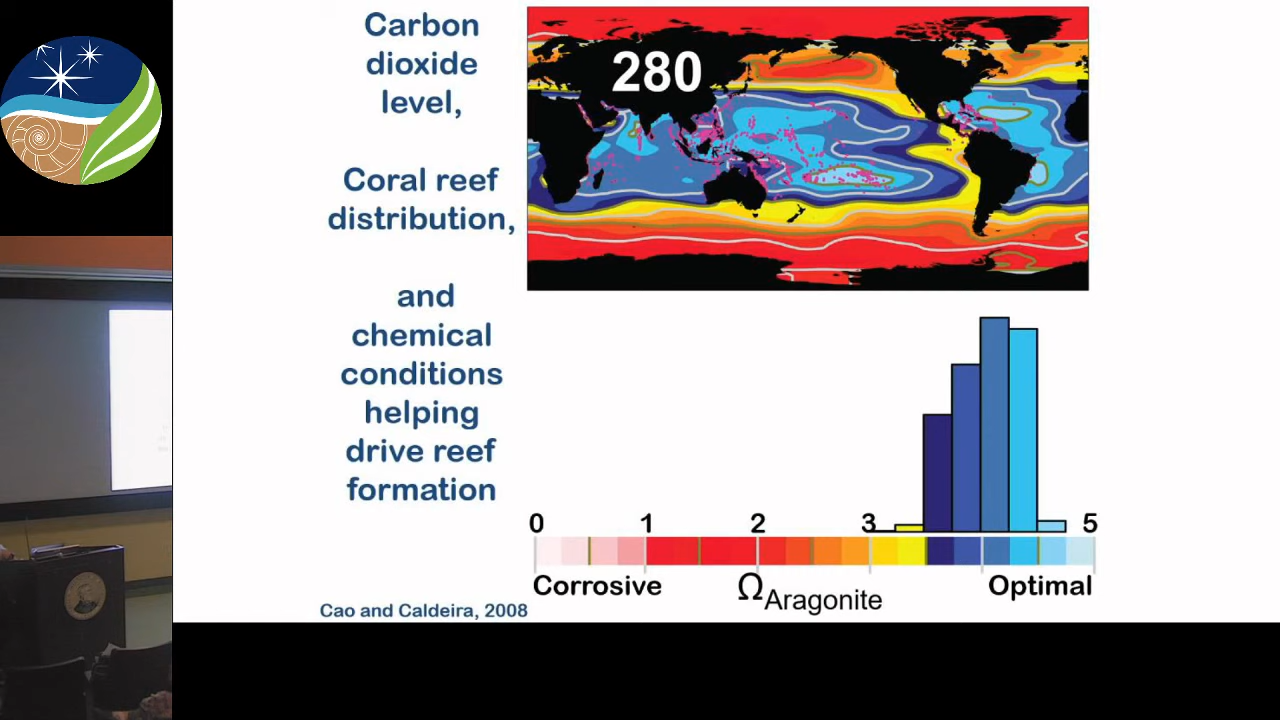 Carbon
dioxide
level,
Coral reef
distribution,
and
chemical
conditions
helping
drive reef
formation
280
0 1 2 3 5
Corrosive Ω Aragonite Optimal
Cao and Caldeira, 2008